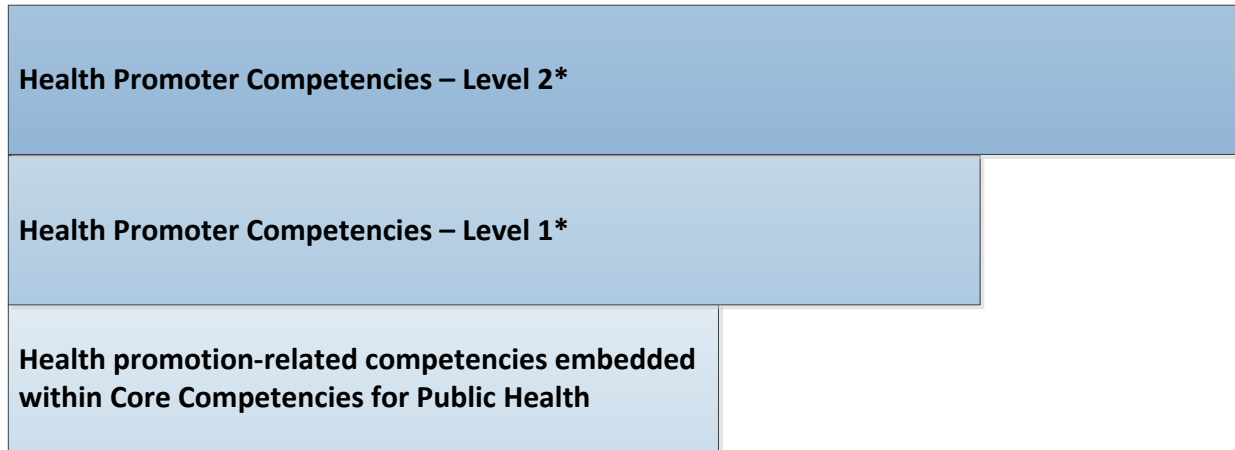 Health Promoter Competencies – Level 2*
Health Promoter Competencies – Level 1*
Health promotion-related competencies embedded
within Core Competencies for Public Health